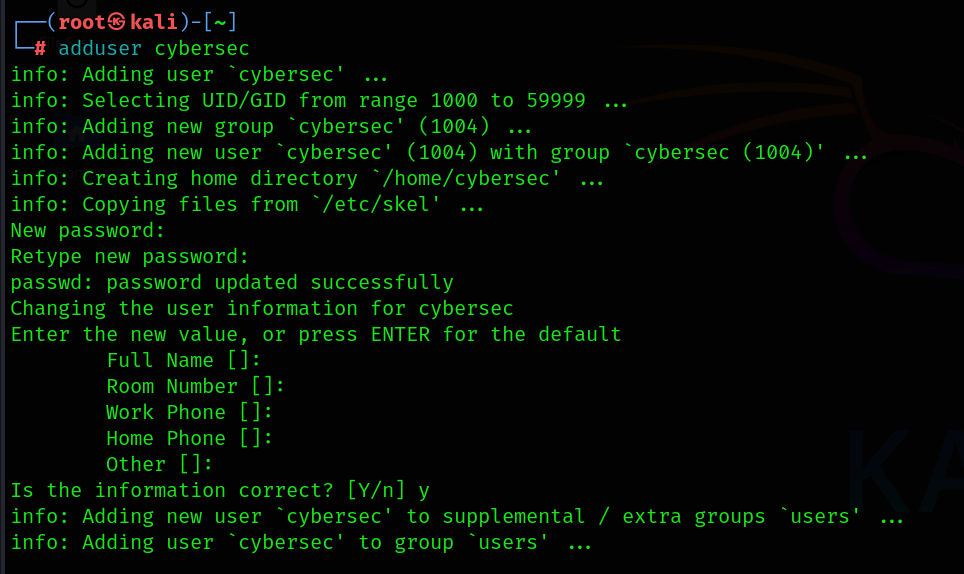 ┌──(root㉿kali)-[~]
└─# adduser cybersec
info: Adding user `cybersec' ...
info: Selecting UID/GID from range 1000 to 59999 ...
info: Adding new group `cybersec' (1004) ...
info: Adding new user `cybersec' (1004) with group `cybersec (1004)' ...
info: Creating home directory `/home/cybersec' ...
info: Copying files from `/etc/skel' ...
New password:
Retype new password:
passwd: password updated successfully
Changing the user information for cybersec
Enter the new value, or press ENTER for the default
        Full Name []:
        Room Number []:
        Work Phone []:
        Home Phone []:
        Other []:
Is the information correct? [Y/n] y
info: Adding new user `cybersec' to supplemental / extra groups `users' ...
info: Adding user `cybersec' to group `users' ...
KA